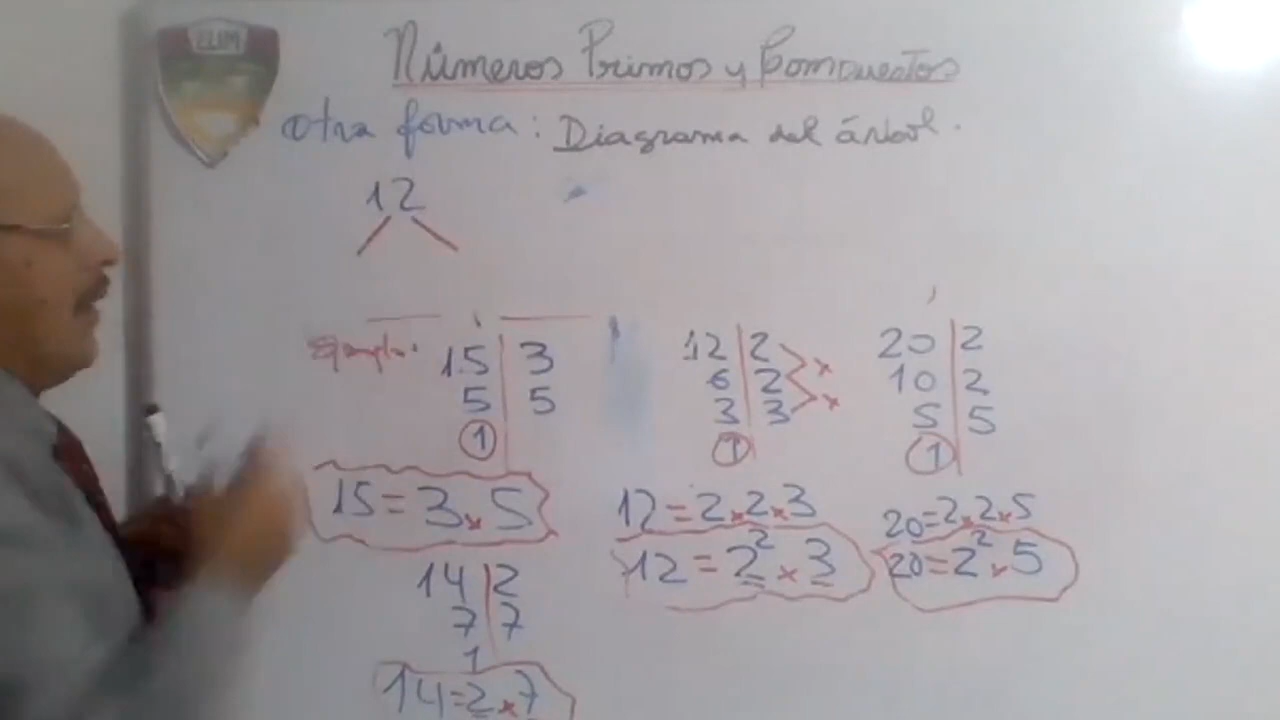 ELIM
Números Primos y Compuestos
otra forma: Diagrama del árbol.
12
Ejemplo:
15 | 3
5 | 5
1
15 = 3 x 5
14 | 2
7 | 7
1
14 = 2 x 7
12 | 2
6 | 2
3 | 3
1
x
x
12 = 2 x 2 x 3
12 = 2² x 3
20 | 2
10 | 2
5 | 5
1
20 = 2 x 2 x 5
20 = 2² x 5